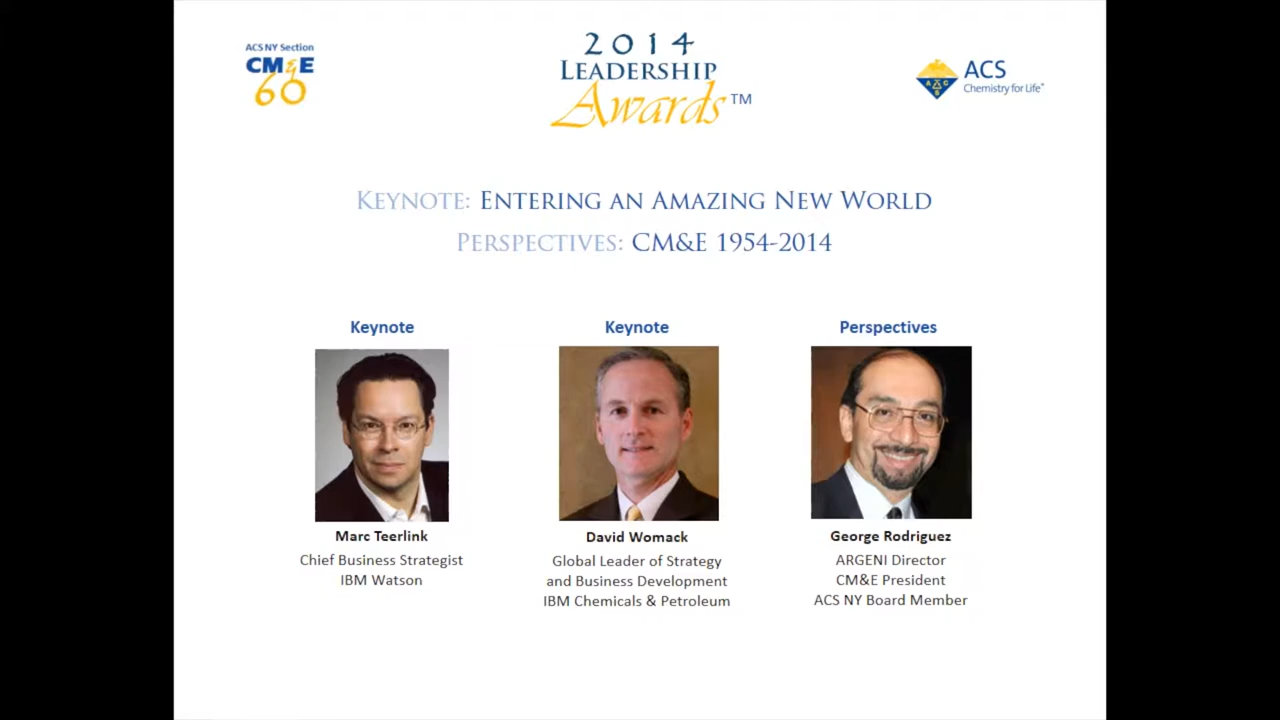 ACS NY Section
CM&E
60
2014
LEADERSHIP
Awards™
ACS
Chemistry for Life™
A C S
KEYNOTE: ENTERING AN AMAZING NEW WORLD
PERSPECTIVES: CM&E 1954-2014
Keynote
Keynote
Perspectives
Marc Teerlink
Chief Business Strategist
IBM Watson
David Womack
Global Leader of Strategy
and Business Development
IBM Chemicals & Petroleum
George Rodriguez
ARGENI Director
CM&E President
ACS NY Board Member